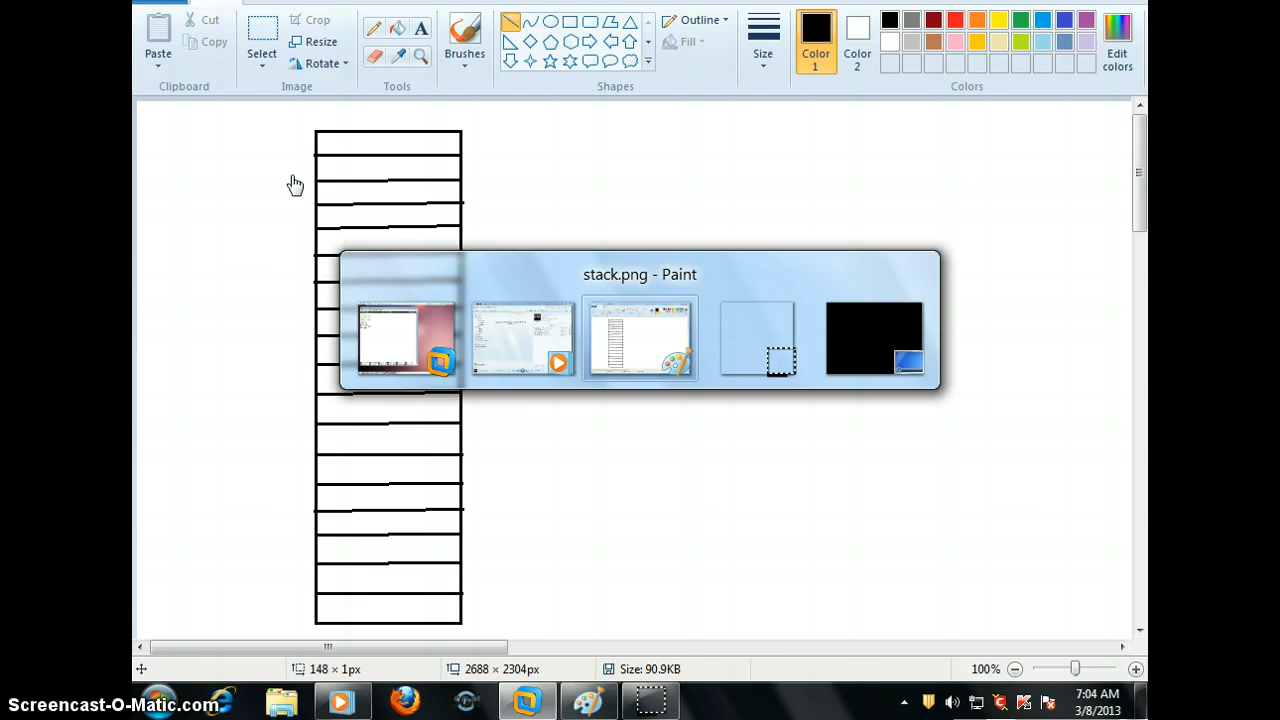 Paste
Cut
Copy
Clipboard
Select
Crop
Resize
Rotate
Image
Tools
Brushes
Outline
Fill
Shapes
Size
Color
1
Color
2
Edit
colors
Colors
stack.png - Paint
148 × 1px
2688 × 2304px
Size: 90.9KB
100%
Screencast-O-Matic.com
7:04 AM
3/8/2013